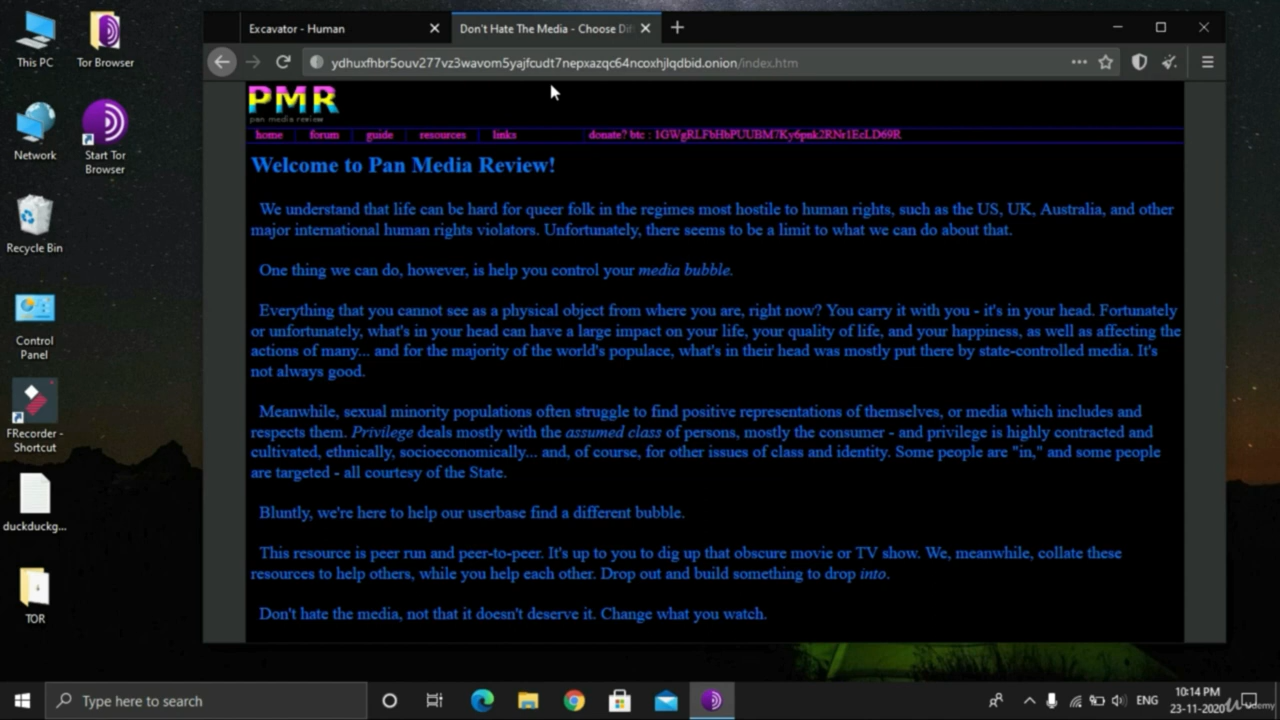 This PC
Tor Browser
Network
Start Tor
Browser
Recycle Bin
Control
Panel
FRecorder -
Shortcut
duckduckg...
TOR
Excavator - Human
Don't Hate The Media - Choose Di
ydhuxfhbr5ouv277vz3wavom5yajfcudt7nepxazqc64ncoxhjlqdbid.onion/index.htm
PMR
pan media review
home forum guide resources links donate? btc : 1GWgRLFbHhPUUBM7Ky6pnk2RNr1EcLD69R
Welcome to Pan Media Review!
We understand that life can be hard for queer folk in the regimes most hostile to human rights, such as the US, UK, Australia, and other
major international human rights violators. Unfortunately, there seems to be a limit to what we can do about that.
One thing we can do, however, is help you control your media bubble.
Everything that you cannot see as a physical object from where you are, right now? You carry it with you - it's in your head. Fortunately
or unfortunately, what's in your head can have a large impact on your life, your quality of life, and your happiness, as well as affecting the
actions of many... and for the majority of the world's populace, what's in their head was mostly put there by state-controlled media. It's
not always good.
Meanwhile, sexual minority populations often struggle to find positive representations of themselves, or media which includes and
respects them. Privilege deals mostly with the assumed class of persons, mostly the consumer - and privilege is highly contracted and
cultivated, ethnically, socioeconomically... and, of course, for other issues of class and identity. Some people are "in," and some people
are targeted - all courtesy of the State.
Bluntly, we're here to help our userbase find a different bubble.
This resource is peer run and peer-to-peer. It's up to you to dig up that obscure movie or TV show. We, meanwhile, collate these
resources to help others, while you help each other. Drop out and build something to drop into.
Don't hate the media, not that it doesn't deserve it. Change what you watch.
Type here to search
ENG
10:14 PM
23-11-2020
Udemy